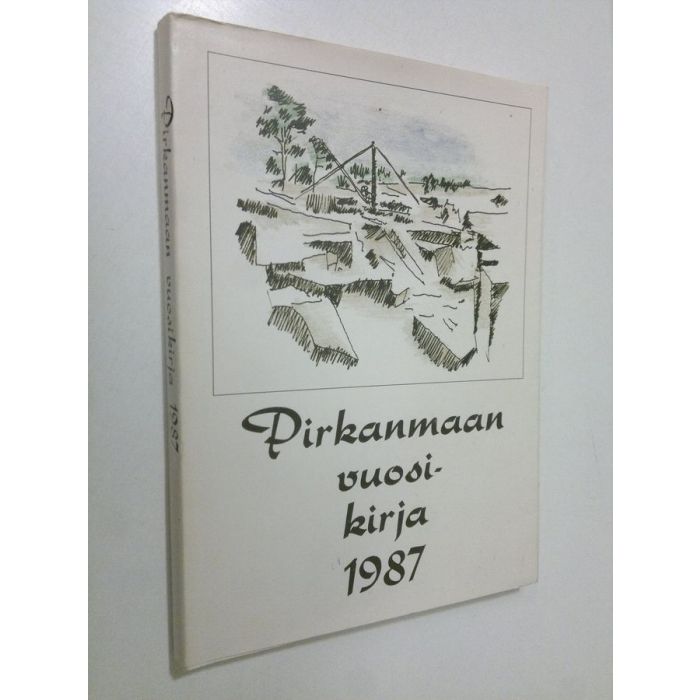 Pirkanmaan vuosikirja 1987
Pirkanmaan
vuosi-
kirja
1987